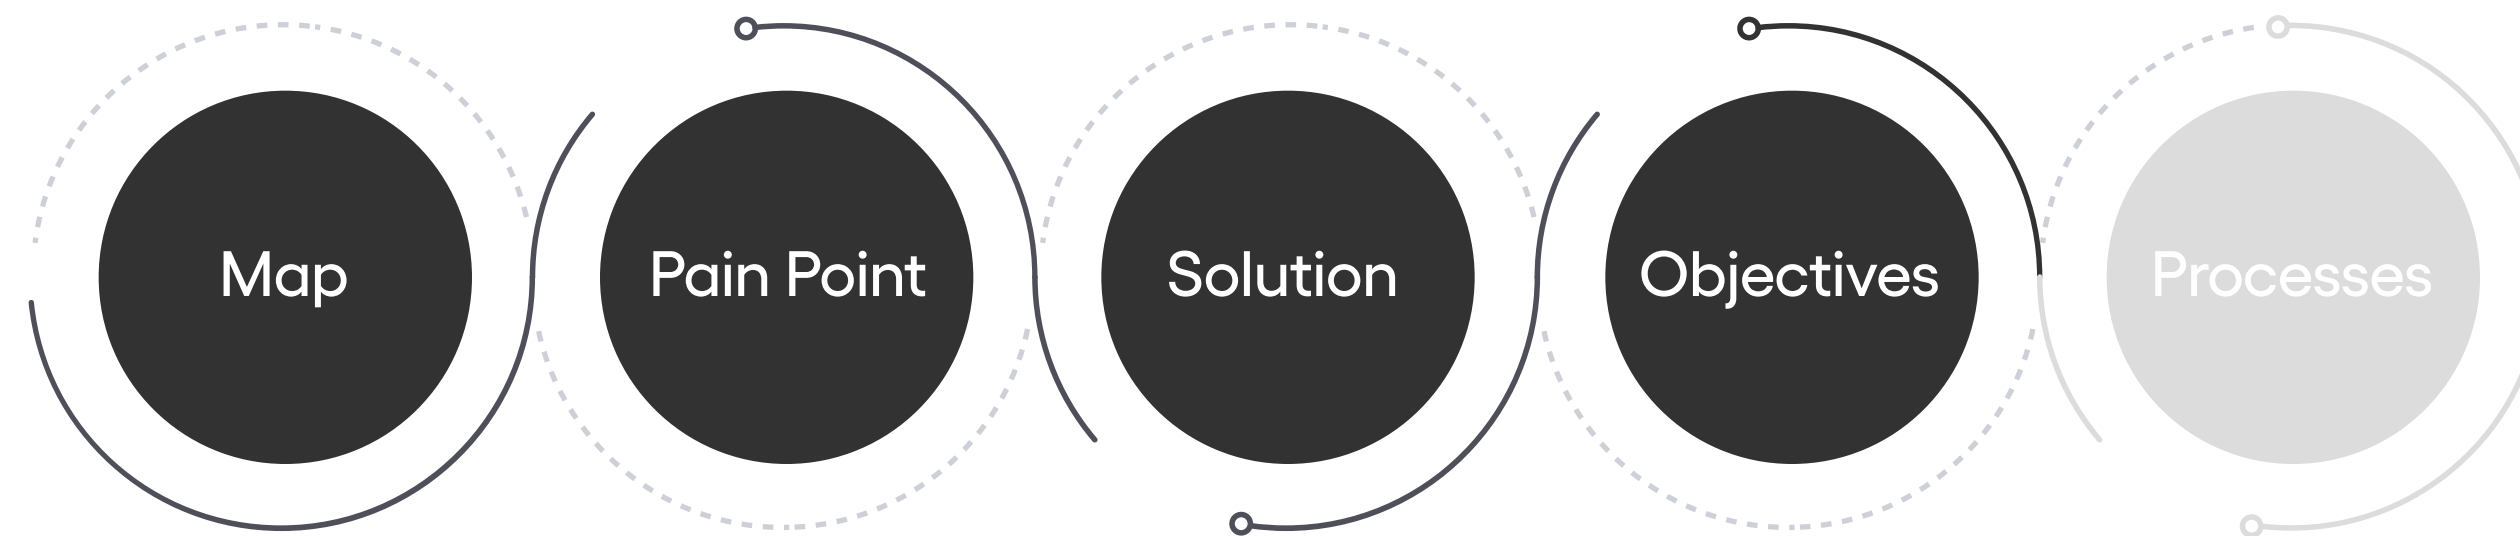 Map
Pain Point
Solution
Objectives
Processes